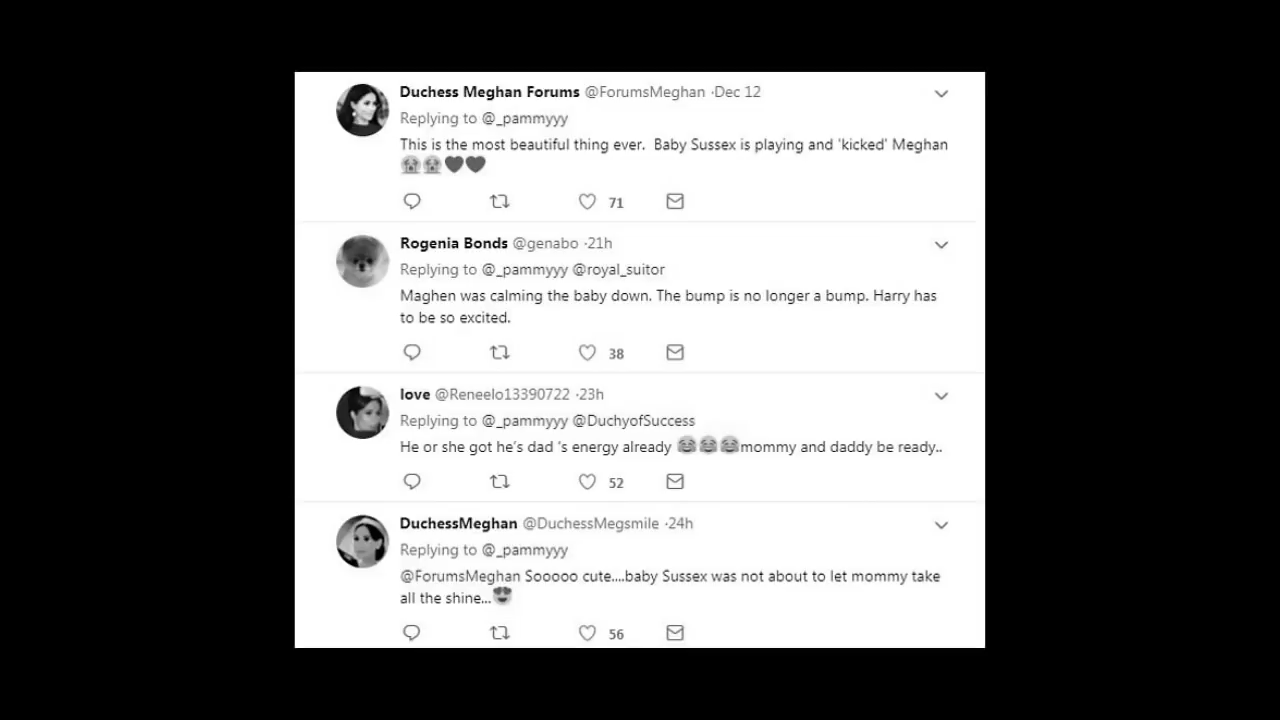 Duchess Meghan Forums @ForumsMeghan ·Dec 12
Replying to @_pammyyy
This is the most beautiful thing ever.  Baby Sussex is playing and 'kicked' Meghan
😭😭🖤🖤
71
Rogenia Bonds @genabo ·21h
Replying to @_pammyyy @royal_suitor
Maghen was calming the baby down. The bump is no longer a bump. Harry has
to be so excited.
38
love @Reneelo13390722 ·23h
Replying to @_pammyyy @DuchyofSuccess
He or she got he's dad 's energy already 🤗🤗🤗mommy and daddy be ready..
52
DuchessMeghan @DuchessMegsmile ·24h
Replying to @_pammyyy
@ForumsMeghan Sooooo cute....baby Sussex was not about to let mommy take
all the shine...😍
56